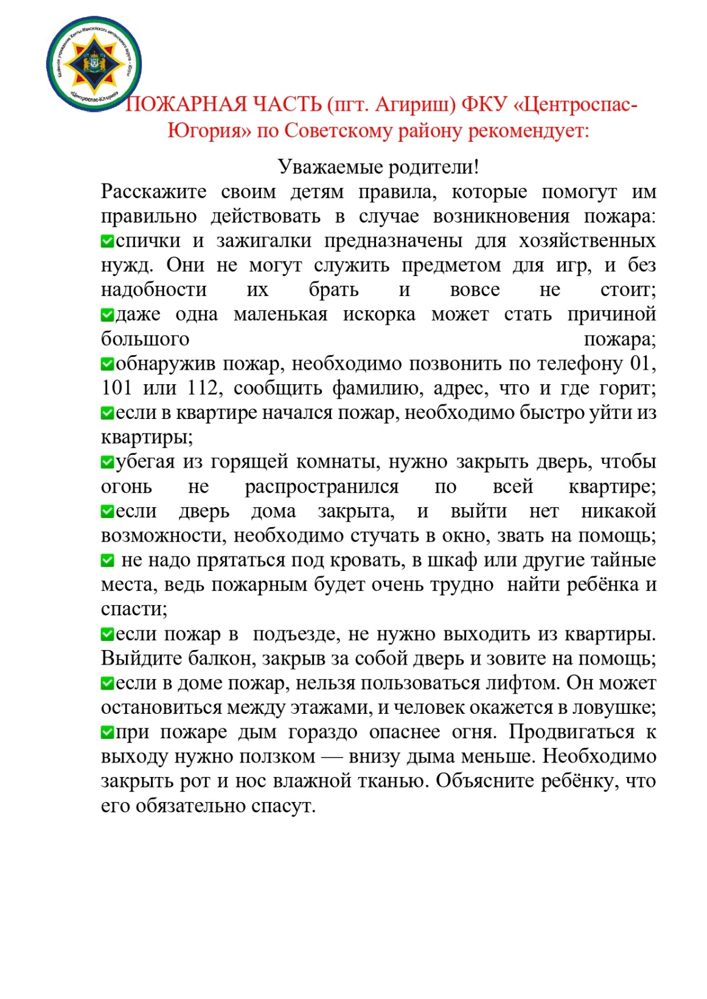 Казённое учреждение Ханты-Мансийского автономного округа – Югры
«Центроспас-Югория»
ПОЖАРНАЯ ЧАСТЬ (пгт. Агириш) ФКУ «Центроспас-
Югория» по Советскому району рекомендует:
Уважаемые родители!
Расскажите своим детям правила, которые помогут им
правильно действовать в случае возникновения пожара:
✅спички и зажигалки предназначены для хозяйственных
нужд. Они не могут служить предметом для игр, и без
надобности их брать и вовсе не стоит;
✅даже одна маленькая искорка может стать причиной
большого пожара;
✅обнаружив пожар, необходимо позвонить по телефону 01,
101 или 112, сообщить фамилию, адрес, что и где горит;
✅если в квартире начался пожар, необходимо быстро уйти из
квартиры;
✅убегая из горящей комнаты, нужно закрыть дверь, чтобы
огонь не распространился по всей квартире;
✅если дверь дома закрыта, и выйти нет никакой
возможности, необходимо стучать в окно, звать на помощь;
✅ не надо прятаться под кровать, в шкаф или другие тайные
места, ведь пожарным будет очень трудно найти ребёнка и
спасти;
✅если пожар в подъезде, не нужно выходить из квартиры.
Выйдите балкон, закрыв за собой дверь и зовите на помощь;
✅если в доме пожар, нельзя пользоваться лифтом. Он может
остановиться между этажами, и человек окажется в ловушке;
✅при пожаре дым гораздо опаснее огня. Продвигаться к
выходу нужно ползком — внизу дыма меньше. Необходимо
закрыть рот и нос влажной тканью. Объясните ребёнку, что
его обязательно спасут.